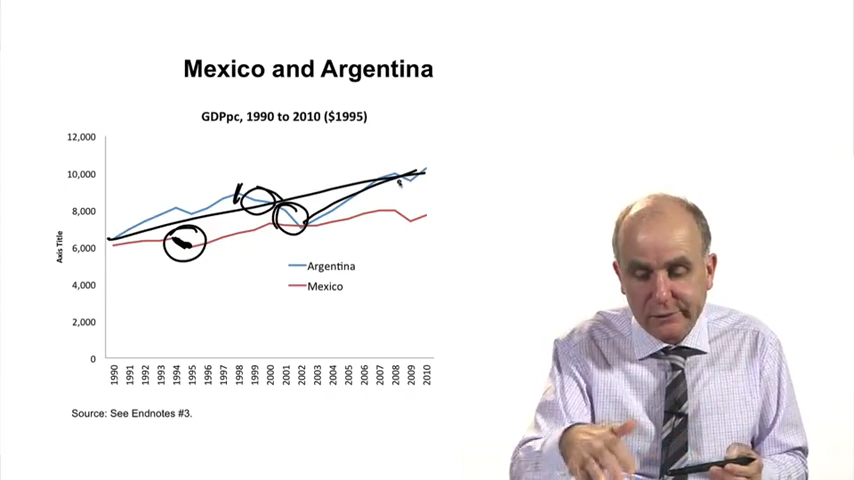 Mexico and Argentina
GDPpc, 1990 to 2010 ($1995)
12,000
10,000
8,000
6,000
4,000
2,000
0
Axis Title
Argentina
Mexico
1990 1991 1992 1993 1994 1995 1996 1997 1998 1999 2000 2001 2002 2003 2004 2005 2006 2007 2008 2009 2010
Source: See Endnotes #3.